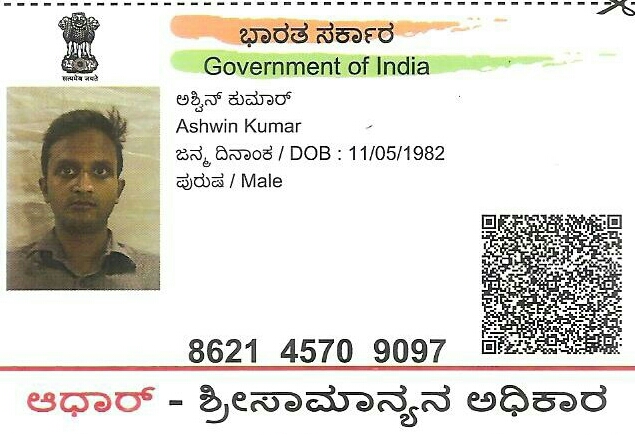 ಭಾರತ ಸರ್ಕಾರ
Government of India
सत्यमेव जयते
ಅಶ್ವಿನ್ ಕುಮಾರ್
Ashwin Kumar
ಜನ್ಮ ದಿನಾಂಕ / DOB : 11/05/1982
ಪುರುಷ / Male
8621 4570 9097
ಆಧಾರ್ - ಶ್ರೀಸಾಮಾನ್ಯನ ಅಧಿಕಾರ